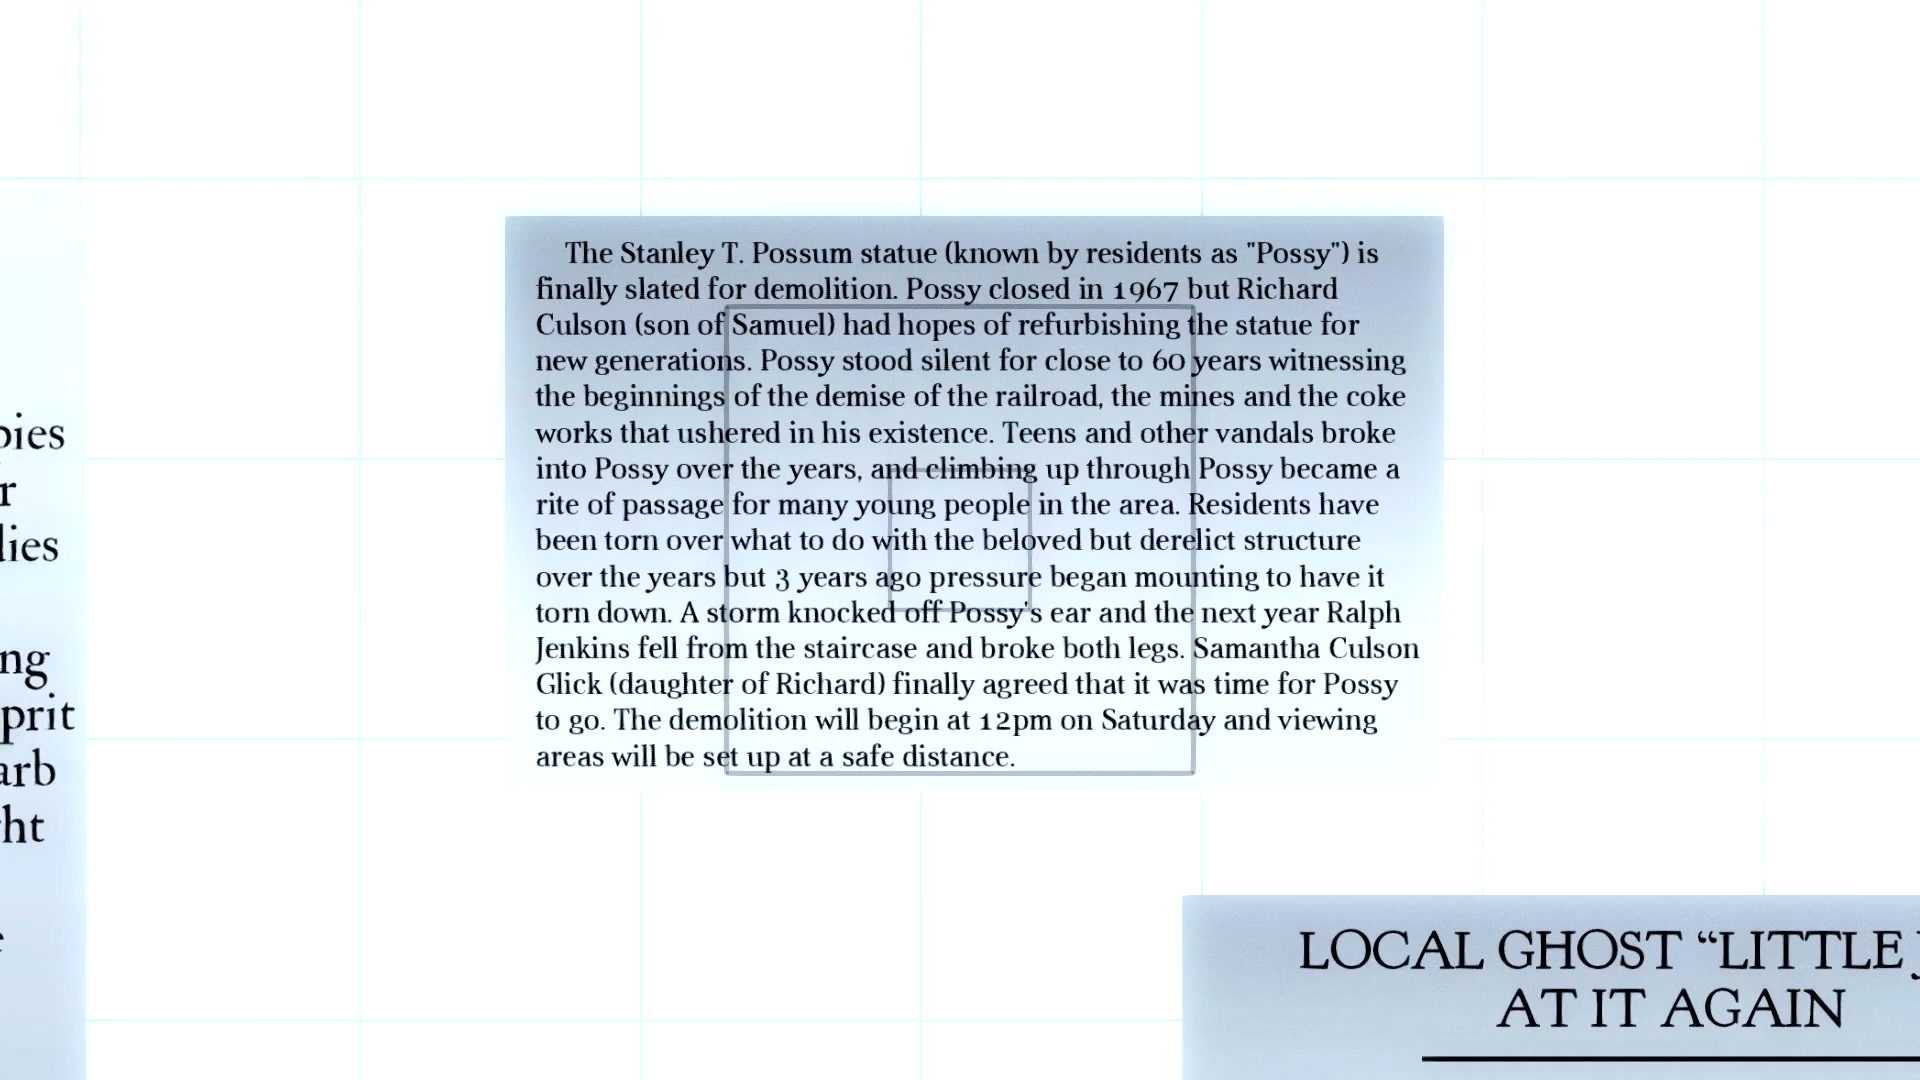 The Stanley T. Possum statue (known by residents as "Possy") is
finally slated for demolition. Possy closed in 1967 but Richard
Culson (son of Samuel) had hopes of refurbishing the statue for
new generations. Possy stood silent for close to 60 years witnessing
the beginnings of the demise of the railroad, the mines and the coke
works that ushered in his existence. Teens and other vandals broke
into Possy over the years, and climbing up through Possy became a
rite of passage for many young people in the area. Residents have
been torn over what to do with the beloved but derelict structure
over the years but 3 years ago pressure began mounting to have it
torn down. A storm knocked off Possy's ear and the next year Ralph
Jenkins fell from the staircase and broke both legs. Samantha Culson
Glick (daughter of Richard) finally agreed that it was time for Possy
to go. The demolition will begin at 12pm on Saturday and viewing
areas will be set up at a safe distance.
LOCAL GHOST “LITTLE
AT IT AGAIN